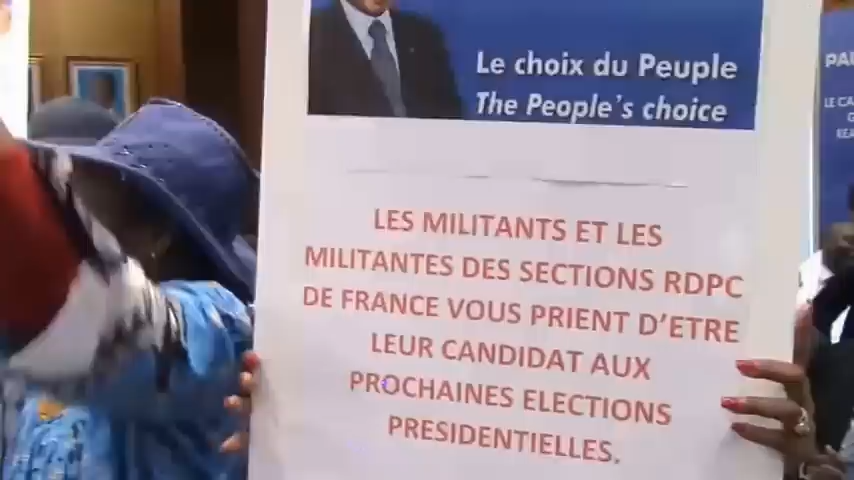 Le choix du Peuple
The People's choice
LES MILITANTS ET LES
MILITANTES DES SECTIONS RDPC
DE FRANCE VOUS PRIENT D'ETRE
LEUR CANDIDAT AUX
PROCHAINES ELECTIONS
PRESIDENTIELLES.